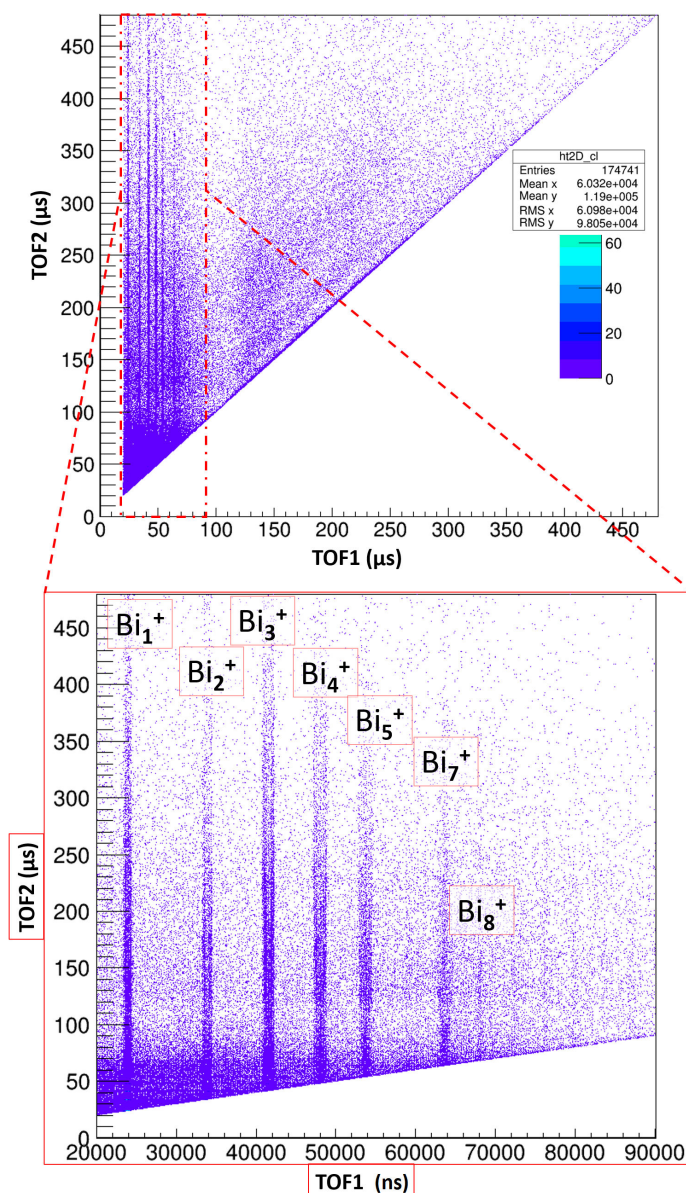 450
400
350
300
250
200
150
100
50
0
TOF2 (μs)
ht2D_cl
Entries 174741
Mean x 6.032e+004
Mean y 1.19e+005
RMS x 6.098e+004
RMS y 9.805e+004
60
40
20
0
0 50 100 150 200 250 300 350 400 450
TOF1 (μs)
450
400
350
300
250
200
150
100
50
0
TOF2 (μs)
Bi₁⁺
Bi₂⁺
Bi₃⁺
Bi₄⁺
Bi₅⁺
Bi₇⁺
Bi₈⁺
20000 30000 40000 50000 60000 70000 80000 90000
TOF1 (ns)